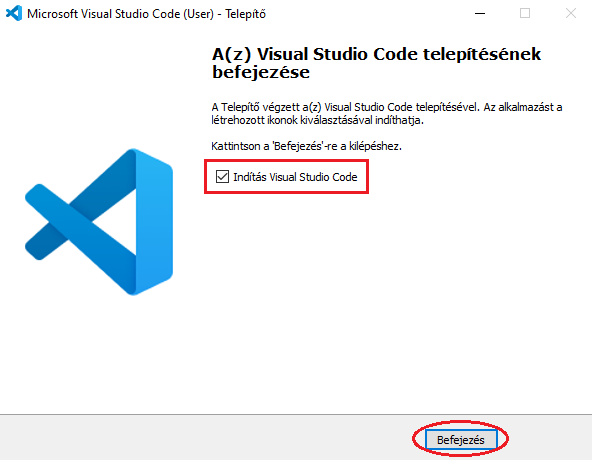 Microsoft Visual Studio Code (User) - Telepítő
A(z) Visual Studio Code telepítésének
befejezése
A Telepítő végzett a(z) Visual Studio Code telepítésével. Az alkalmazást a
létrehozott ikonok kiválasztásával indíthatja.
Kattintson a 'Befejezés'-re a kilépéshez.
Indítás Visual Studio Code
Befejezés